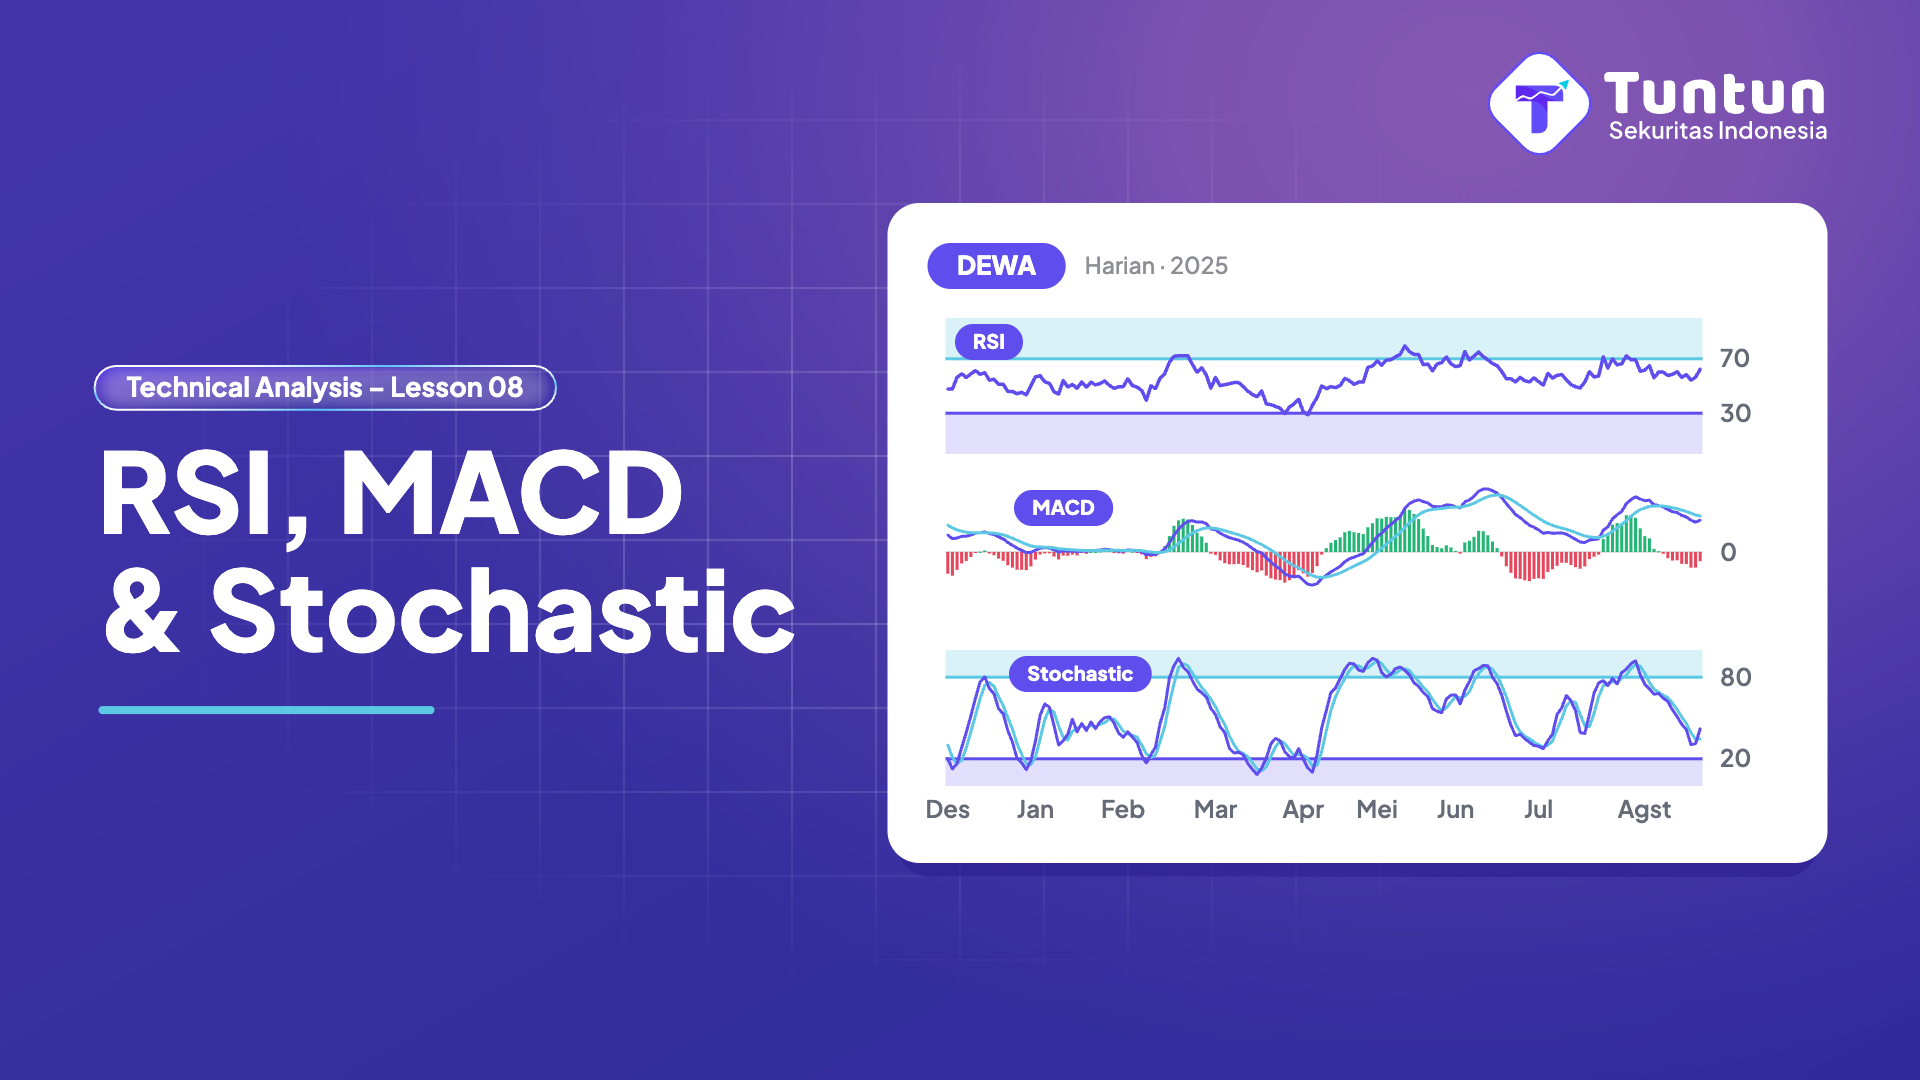 Tuntun
Sekuritas Indonesia
Technical Analysis – Lesson 08
RSI, MACD
& Stochastic
DEWA
Harian · 2025
RSI
70
30
MACD
0
Stochastic
80
20
Des Jan Feb Mar Apr Mei Jun Jul Agst